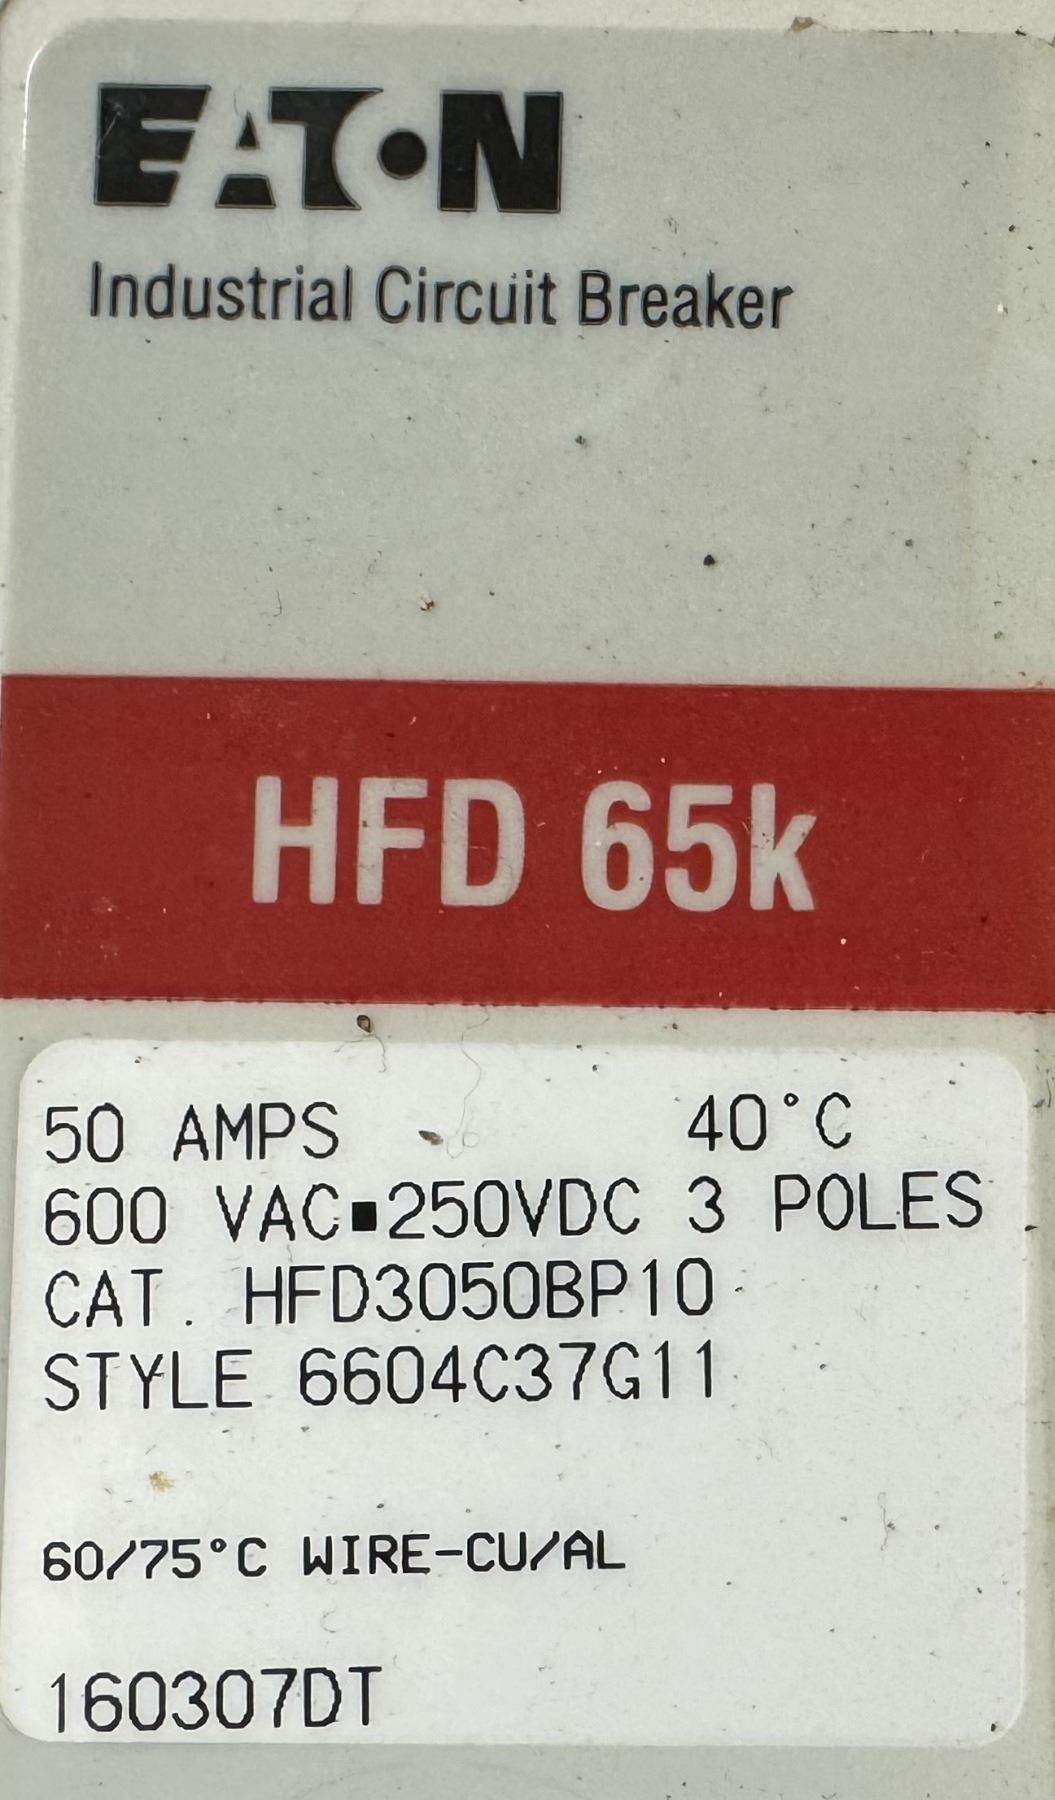 EATON
Industrial Circuit Breaker
HFD 65k
50 AMPS 40°C
600 VAC▪250VDC 3 POLES
CAT. HFD3050BP10
STYLE 6604C37G11
60/75°C WIRE-CU/AL
160307DT